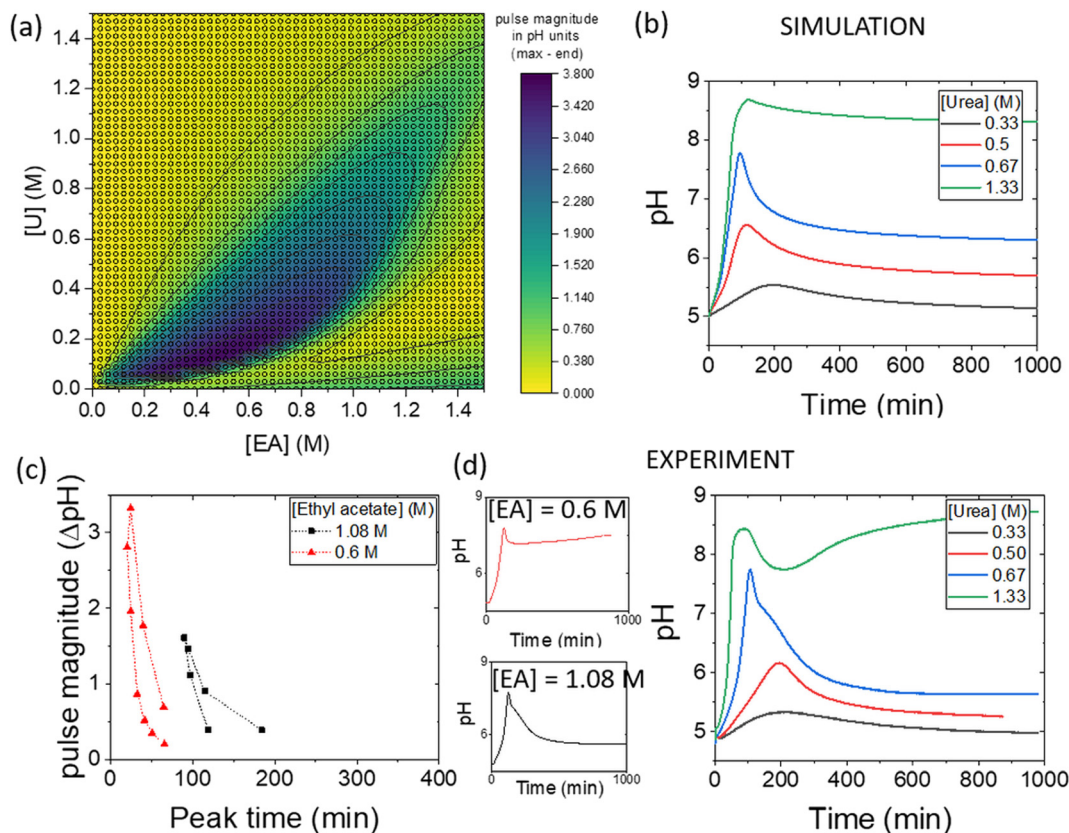 (a)
pulse magnitude
in pH units
(max - end)
1.4
1.2
1.0
0.8
0.6
0.4
0.2
0.0
[U] (M)
0.0 0.2 0.4 0.6 0.8 1.0 1.2 1.4
[EA] (M)
3.800
3.420
3.040
2.660
2.280
1.900
1.520
1.140
0.760
0.380
0.000
(b)
SIMULATION
[Urea] (M)
0.33
0.5
0.67
1.33
9
8
7
6
5
pH
0 200 400 600 800 1000
Time (min)
(c)
[Ethyl acetate] (M)
1.08 M
0.6 M
3
2
1
0
pulse magnitude (ΔpH)
0 100 200 300 400
Peak time (min)
(d)
EXPERIMENT
[EA] = 0.6 M
9
6
pH
0 1000
Time (min)
[EA] = 1.08 M
9
6
pH
0 1000
Time (min)
[Urea] (M)
0.33
0.50
0.67
1.33
9
8
7
6
5
pH
0 200 400 600 800 1000
Time (min)